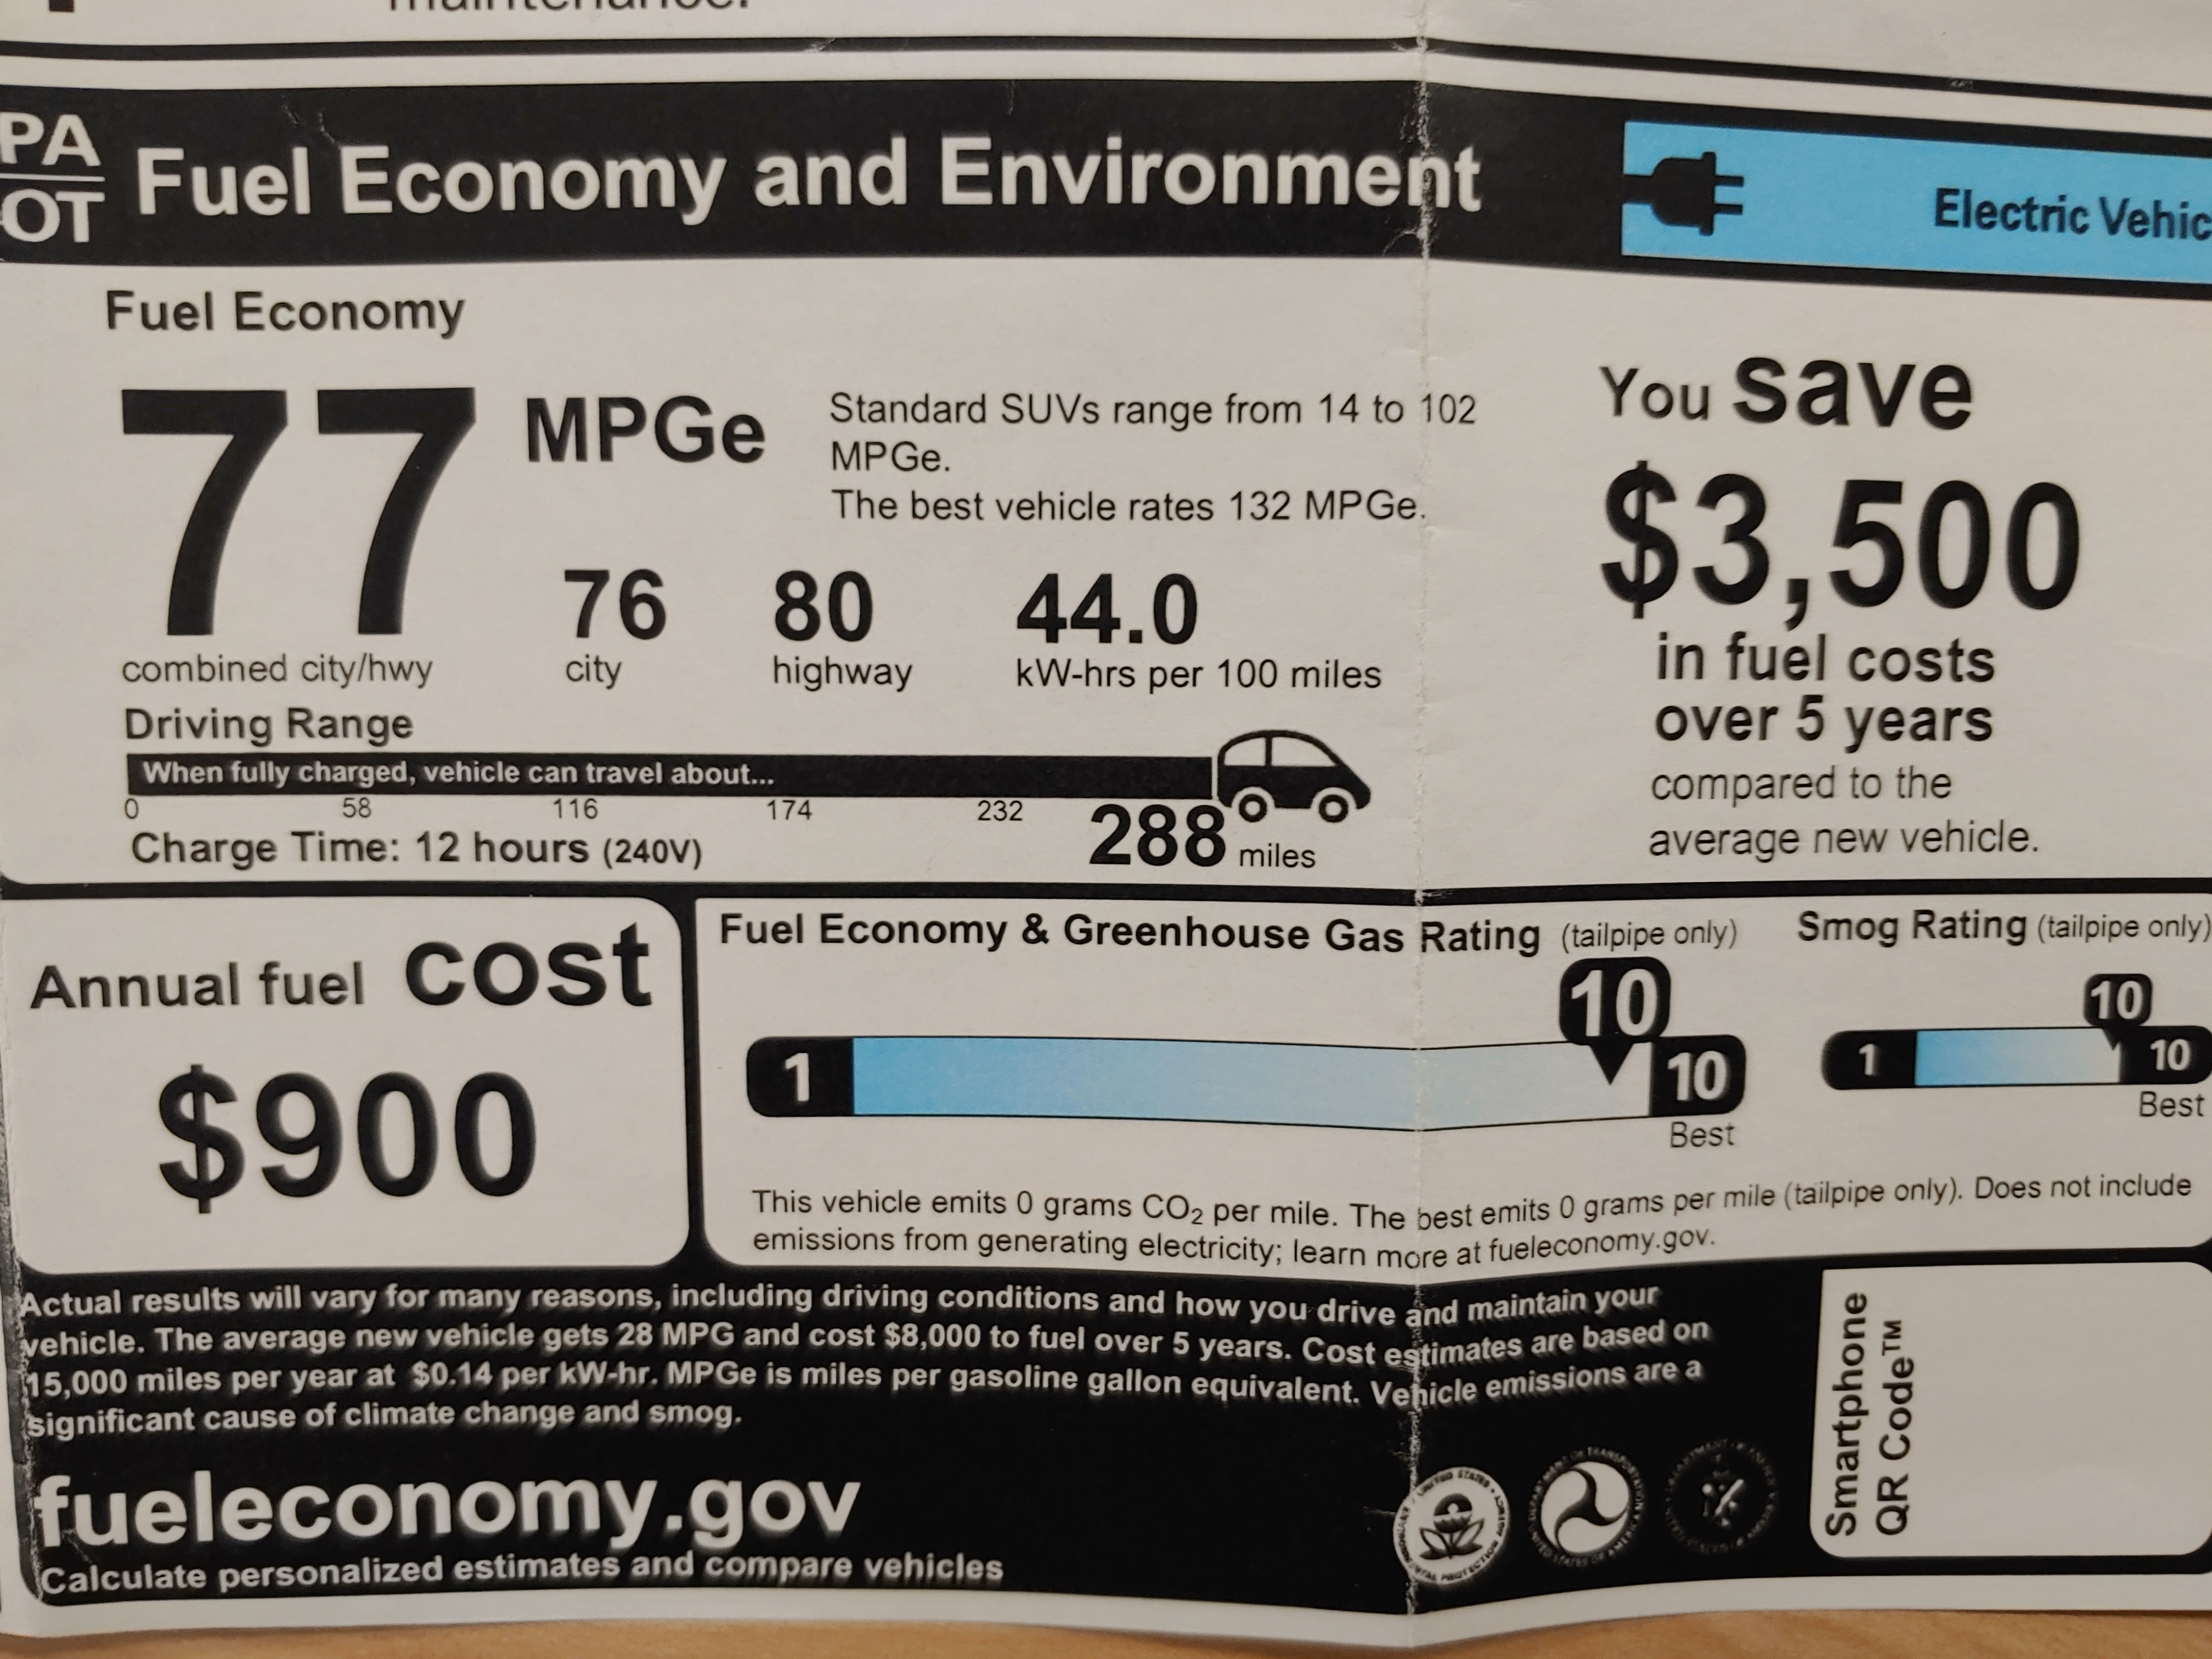 PA
OT
Fuel Economy and Environment
Electric Vehic
Fuel Economy
77 MPGe
combined city/hwy
Standard SUVs range from 14 to 102
MPGe.
The best vehicle rates 132 MPGe.
76
city
80
highway
44.0
kW-hrs per 100 miles
You save
$3,500
in fuel costs
over 5 years
compared to the
average new vehicle.
Driving Range
When fully charged, vehicle can travel about...
0 58 116 174 232 288 miles
Charge Time: 12 hours (240V)
Annual fuel cost
$900
Fuel Economy & Greenhouse Gas Rating (tailpipe only)
10
1 10
Best
Smog Rating (tailpipe only)
10
1 10
Best
This vehicle emits 0 grams CO₂ per mile. The best emits 0 grams per mile (tailpipe only). Does not include
emissions from generating electricity; learn more at fueleconomy.gov.
Actual results will vary for many reasons, including driving conditions and how you drive and maintain your
vehicle. The average new vehicle gets 28 MPG and cost $8,000 to fuel over 5 years. Cost estimates are based on
15,000 miles per year at $0.14 per kW-hr. MPGe is miles per gasoline gallon equivalent. Vehicle emissions are a
significant cause of climate change and smog.
fueleconomy.gov
Calculate personalized estimates and compare vehicles
Smartphone
QR Code™